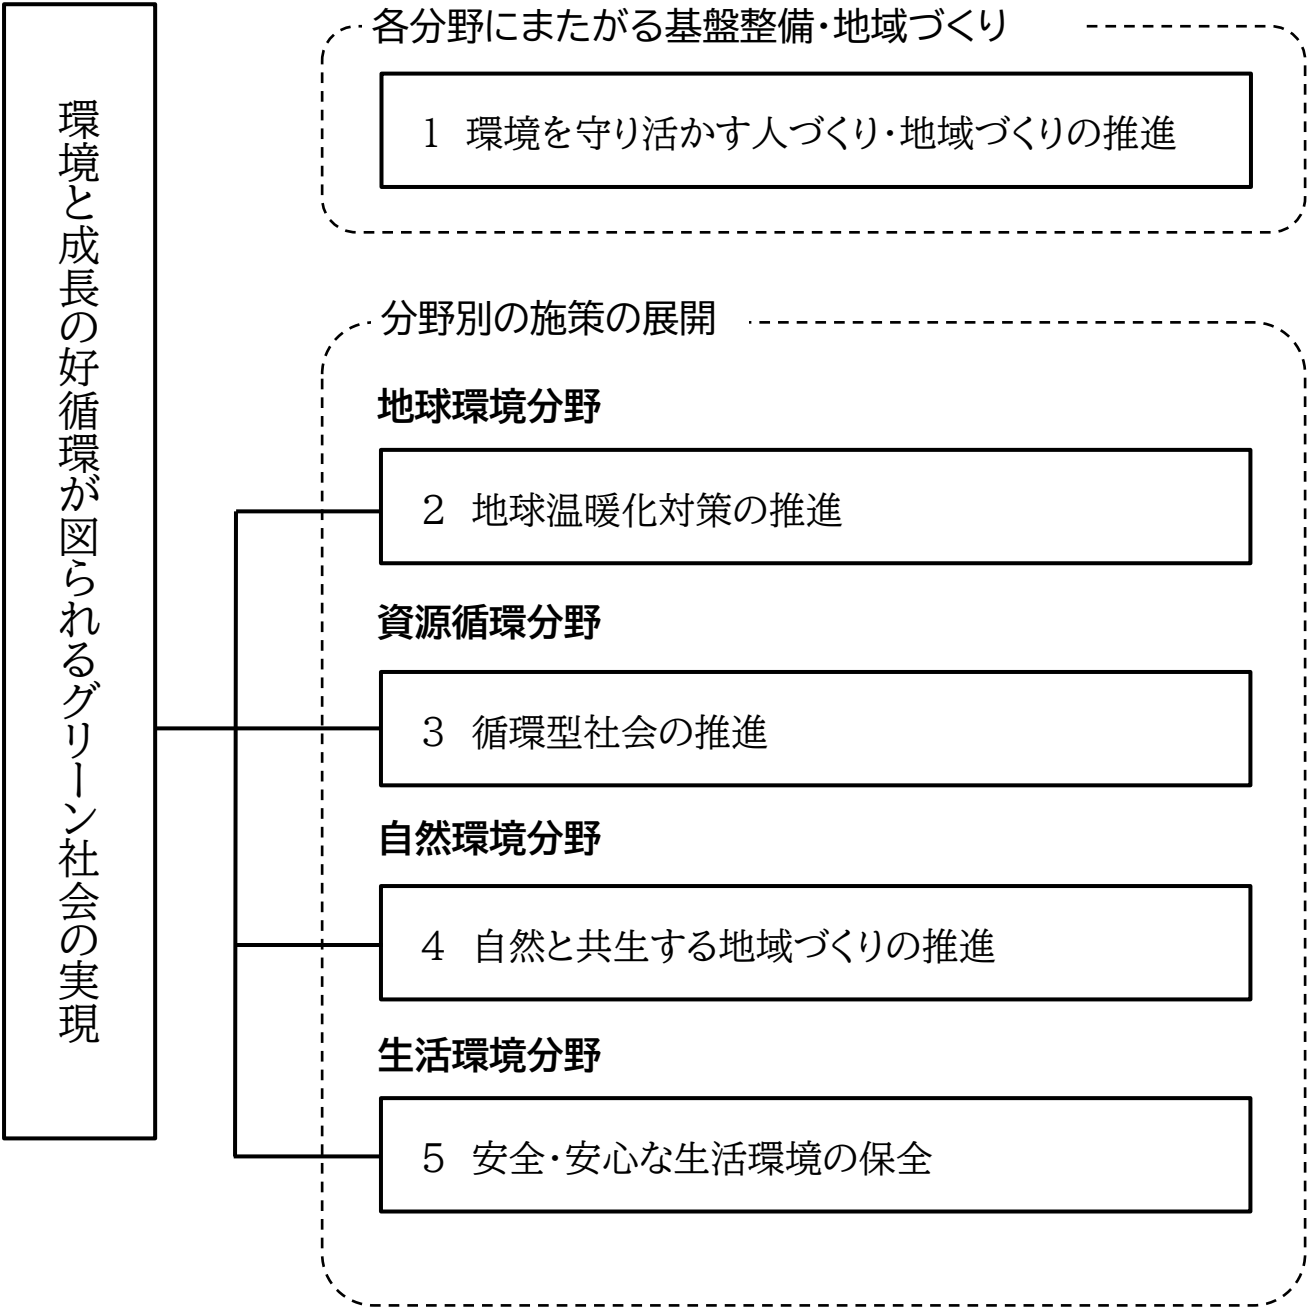 環境と成長の好循環が図られるグリーン社会の実現
各分野にまたがる基盤整備・地域づくり
1 環境を守り活かす人づくり・地域づくりの推進
分野別の施策の展開
地球環境分野
2 地球温暖化対策の推進
資源循環分野
3 循環型社会の推進
自然環境分野
4 自然と共生する地域づくりの推進
生活環境分野
5 安全・安心な生活環境の保全